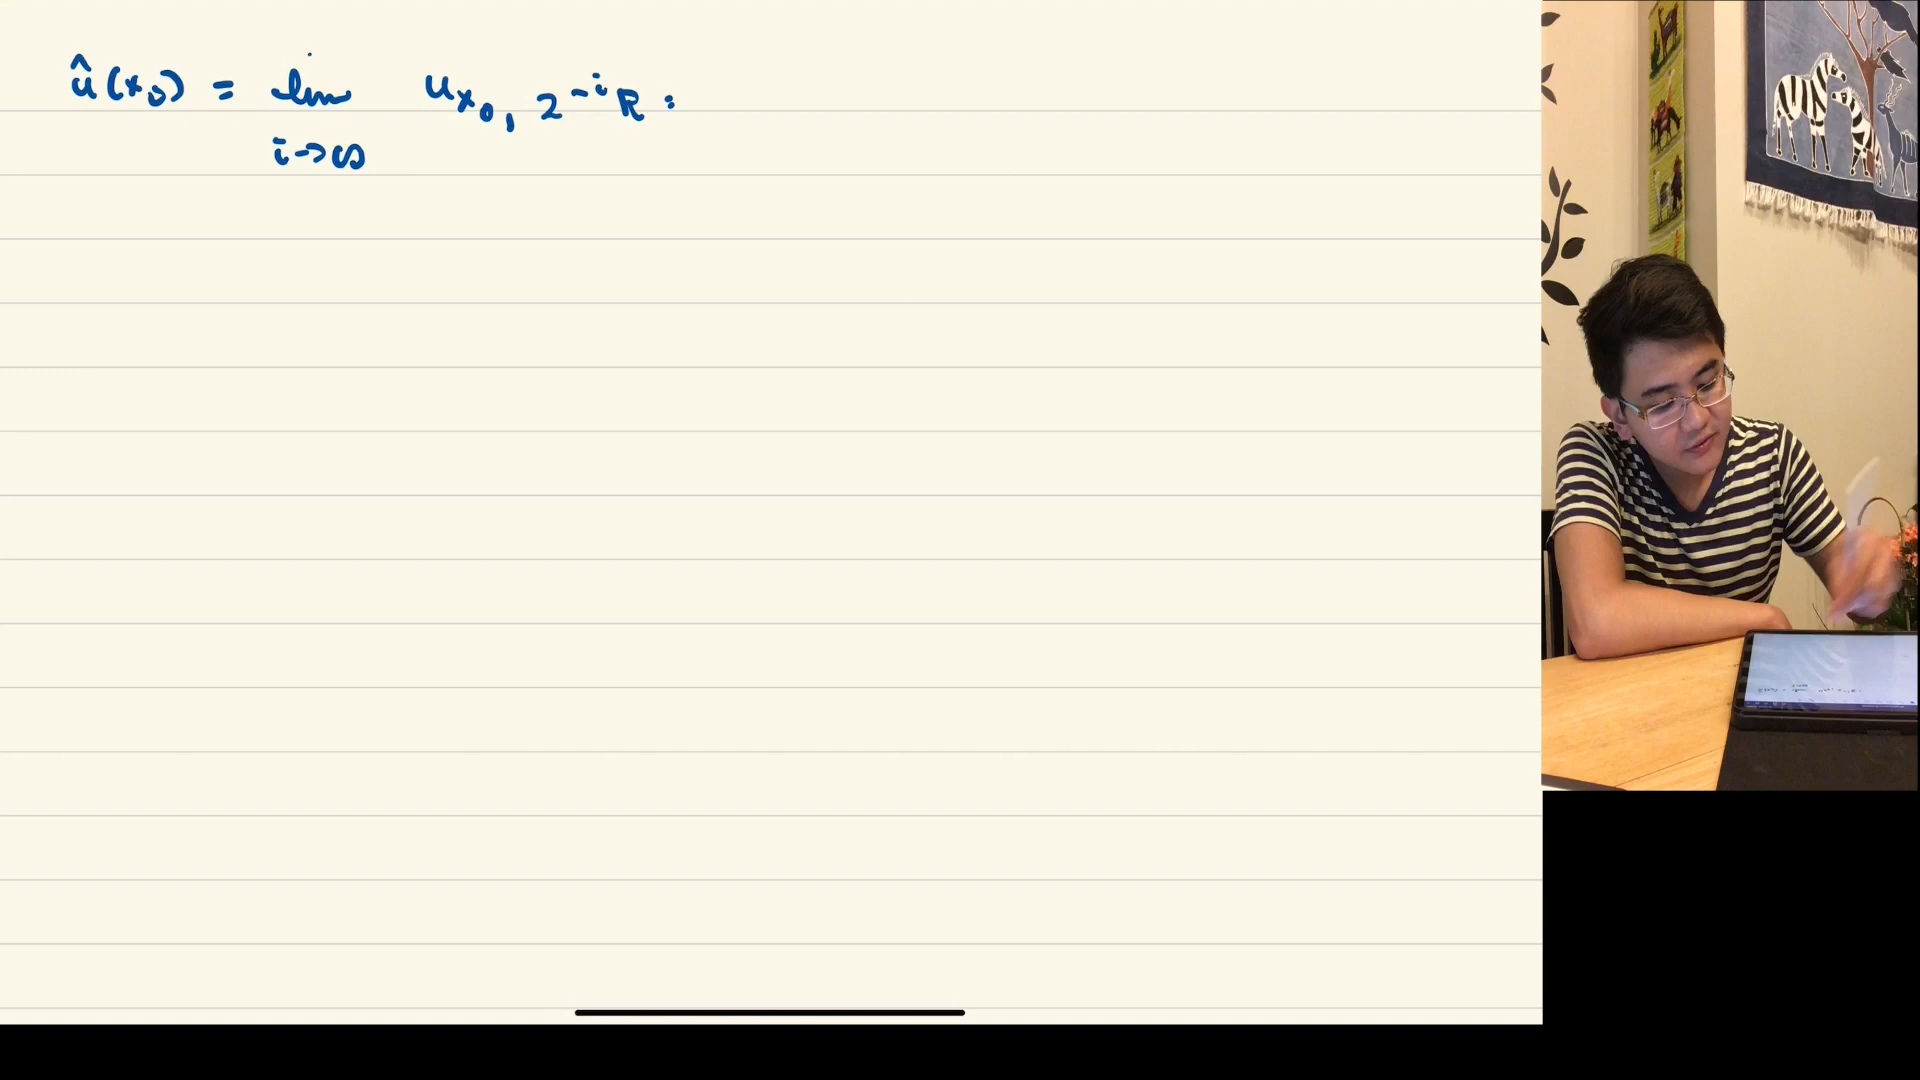 û(x₀) = lim u_{x₀, 2^{-i}R}:
i→∞